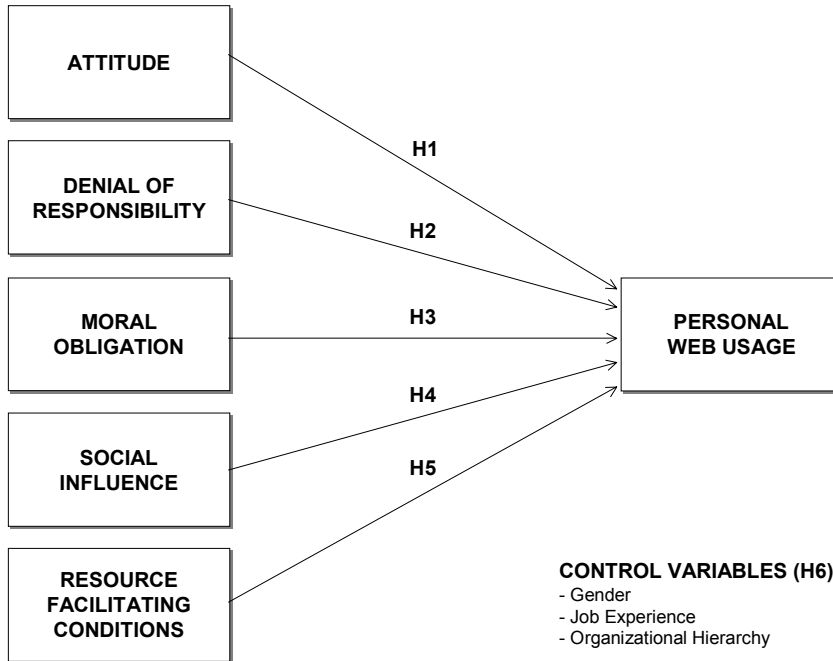 ATTITUDE
H1
DENIAL OF
RESPONSIBILITY
H2
MORAL
OBLIGATION
H3
PERSONAL
WEB USAGE
H4
SOCIAL
INFLUENCE
H5
RESOURCE
FACILITATING
CONDITIONS
CONTROL VARIABLES (H6)
- Gender
- Job Experience
- Organizational Hierarchy